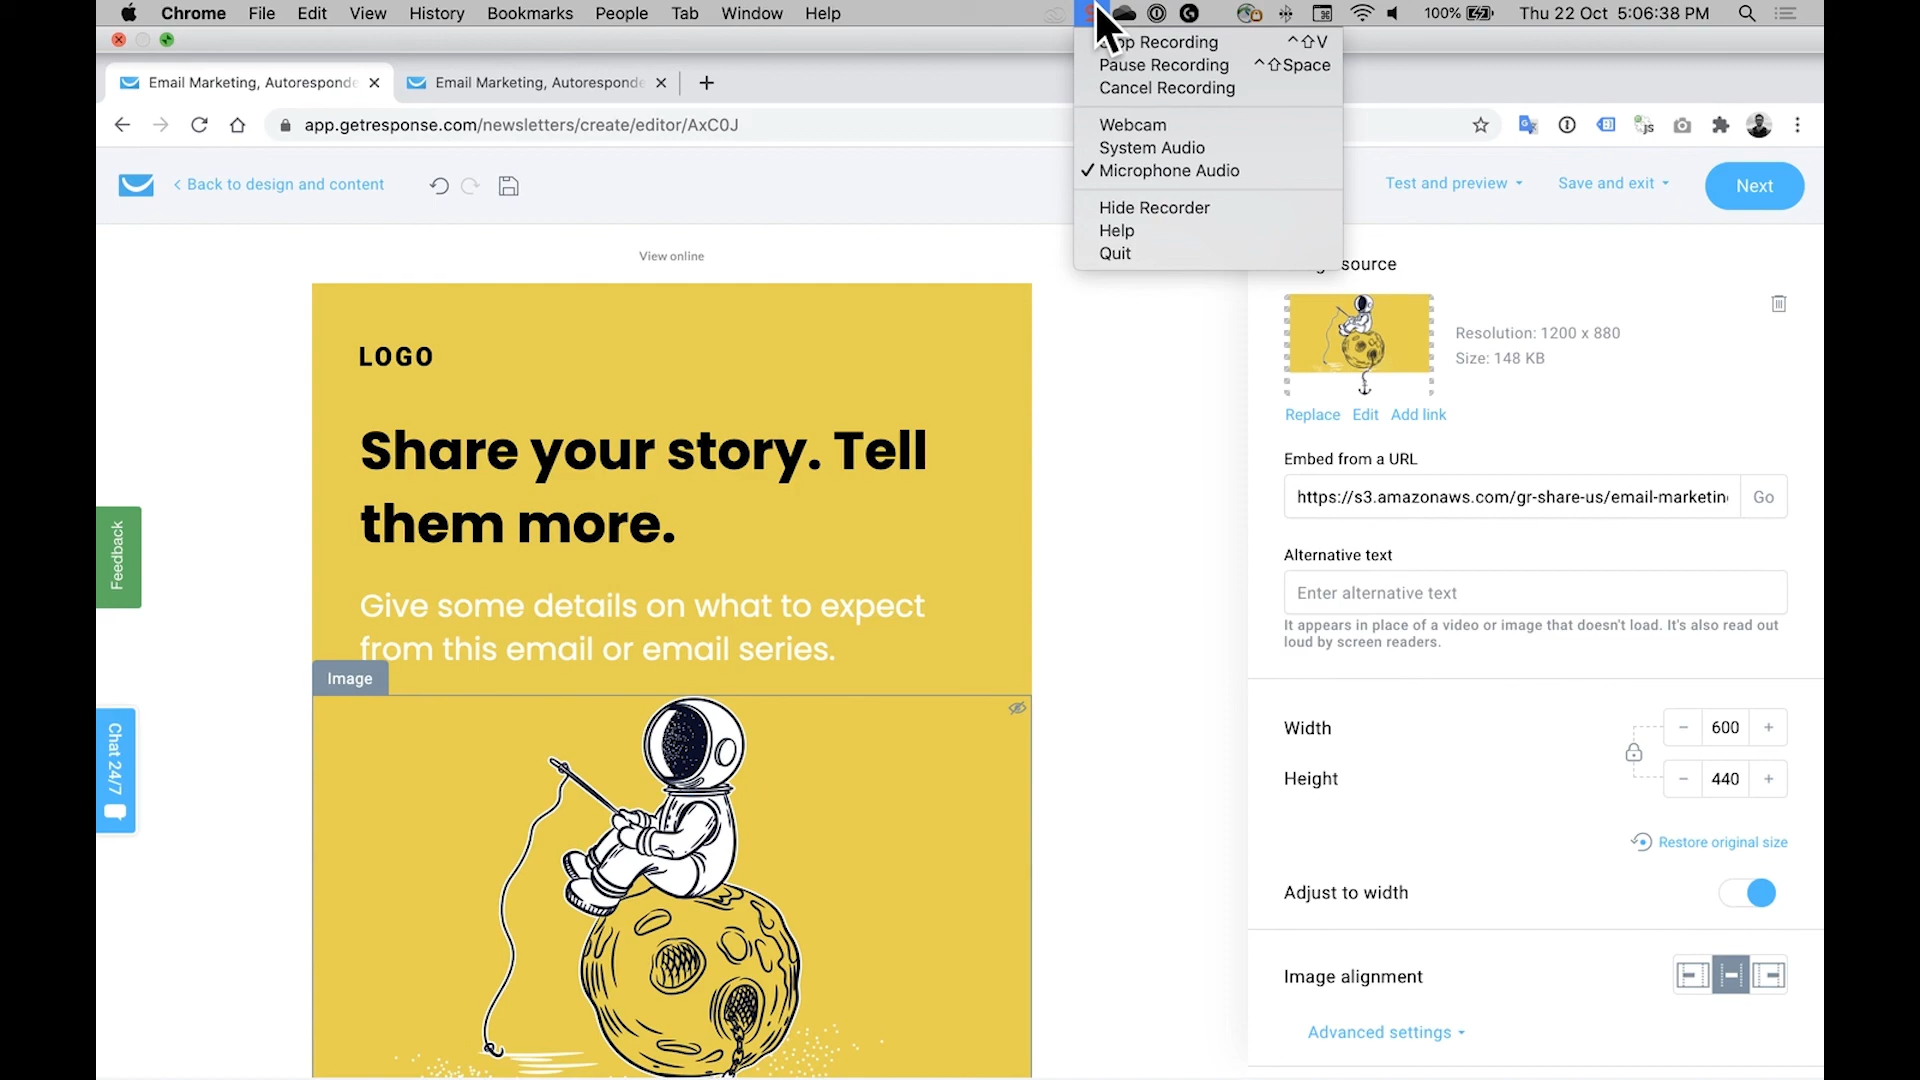 Chrome File Edit View History Bookmarks People Tab Window Help 100% Thu 22 Oct 5:06:38 PM
Recording ^⇧V
Pause Recording ^⇧Space
Cancel Recording
Webcam
System Audio
✓ Microphone Audio
Hide Recorder
Help
Quit
Email Marketing, Autoresponde
Email Marketing, Autoresponde
app.getresponse.com/newsletters/create/editor/AxC0J
Back to design and content
Test and preview
Save and exit
Next
View online
LOGO
Share your story. Tell
them more.
Give some details on what to expect
from this email or email series.
Image
Feedback
Chat 24/7
source
Resolution: 1200 x 880
Size: 148 KB
Replace Edit Add link
Embed from a URL
https://s3.amazonaws.com/gr-share-us/email-marketin
Go
Alternative text
Enter alternative text
It appears in place of a video or image that doesn't load. It's also read out
loud by screen readers.
Width
− 600 +
Height
− 440 +
Restore original size
Adjust to width
Image alignment
Advanced settings